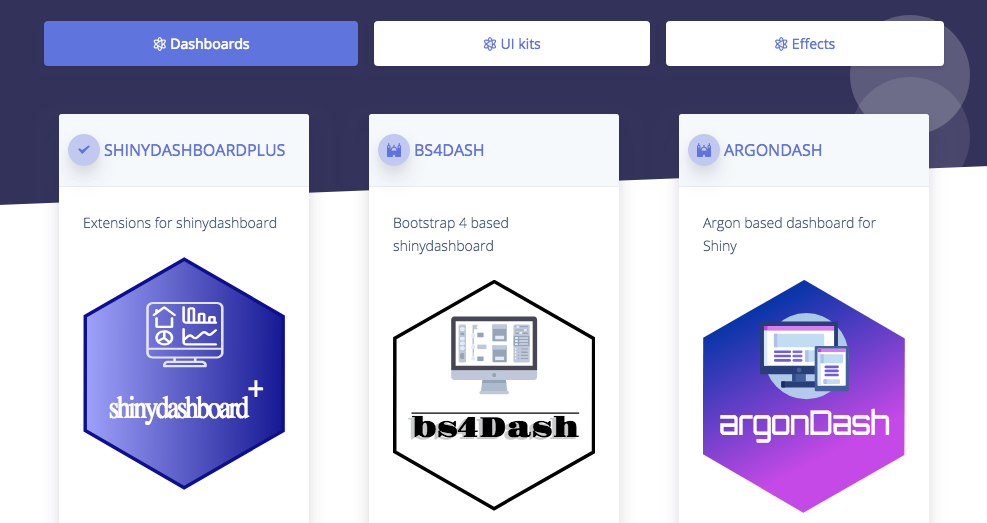 Dashboards
UI kits
Effects
SHINYDASHBOARDPLUS
Extensions for shinydashboard
shinydashboard+
BS4DASH
Bootstrap 4 based
shinydashboard
bs4Dash
ARGONDASH
Argon based dashboard for
Shiny
argonDash